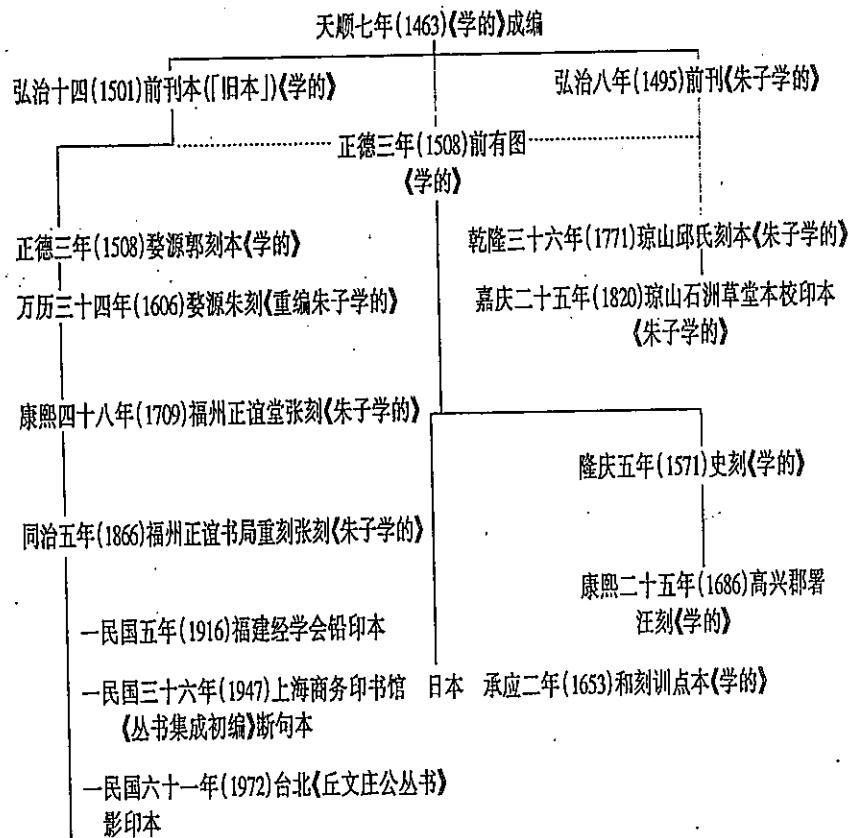 天顺七年(1463)《学的》成编
弘治十四(1501)前刊本(「旧本」)《学的》
弘治八年(1495)前刊《朱子学的》
正德三年(1508)前有图
《学的》
正德三年(1508)婺源郭刻本《学的》
乾隆三十六年(1771)琼山邱氏刻本《朱子学的》
万历三十四年(1606)婺源朱刻《重编朱子学的》
嘉庆二十五年(1820)琼山石洲草堂本校印本
《朱子学的》
康熙四十八年(1709)福州正谊堂张刻《朱子学的》
隆庆五年(1571)史刻《学的》
同治五年(1866)福州正谊书局重刻张刻《朱子学的》
康熙二十五年(1686)高兴郡署
汪刻《学的》
一民国五年(1916)福建经学会铅印本
一民国三十六年(1947)上海商务印书馆
《丛书集成初编》断句本
日本 承应二年(1653)和刻训点本《学的》
一民国六十一年(1972)台北《丘文庄公丛书》
影印本